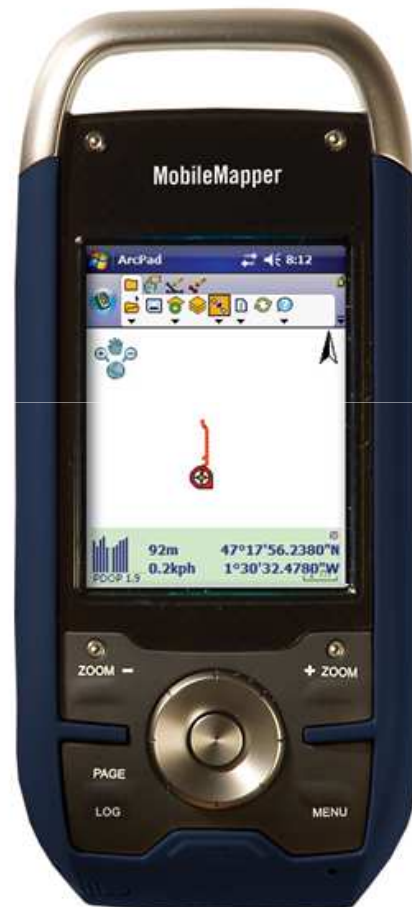 MobileMapper
ArcPad 8:12
92m 47°17'56.2380"N
0.2kph 1°30'32.4780"W
PDOP 1.9
ZOOM - + ZOOM
PAGE
LOG MENU